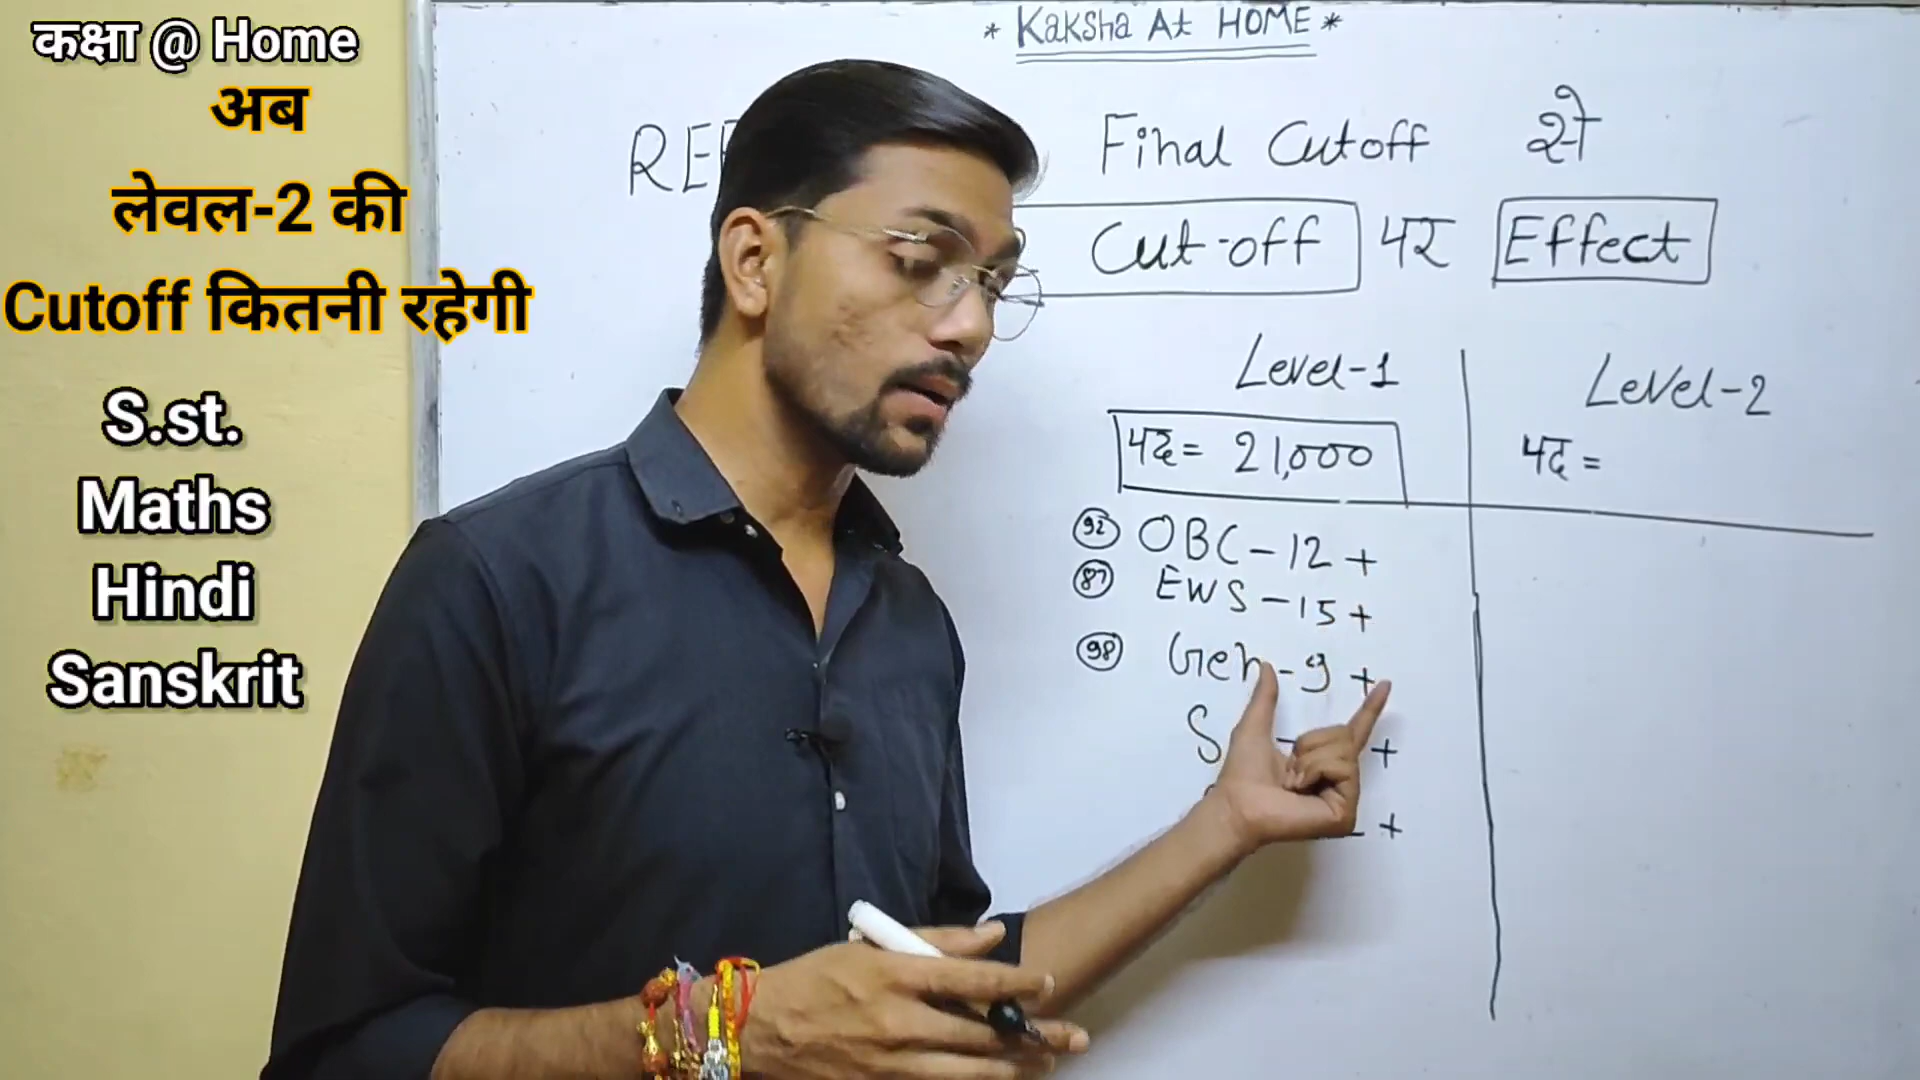 कक्षा @ Home
अब
लेवल-2 की
Cutoff कितनी रहेगी
S.st.
Maths
Hindi
Sanskrit
* Kaksha At HOME *
Final Cutoff से
Cut-off पर Effect
Level-1
पद = 21,000
92 OBC - 12 +
87 EWS - 15 +
98 Gen - 9 +
+
+
Level-2
पद =